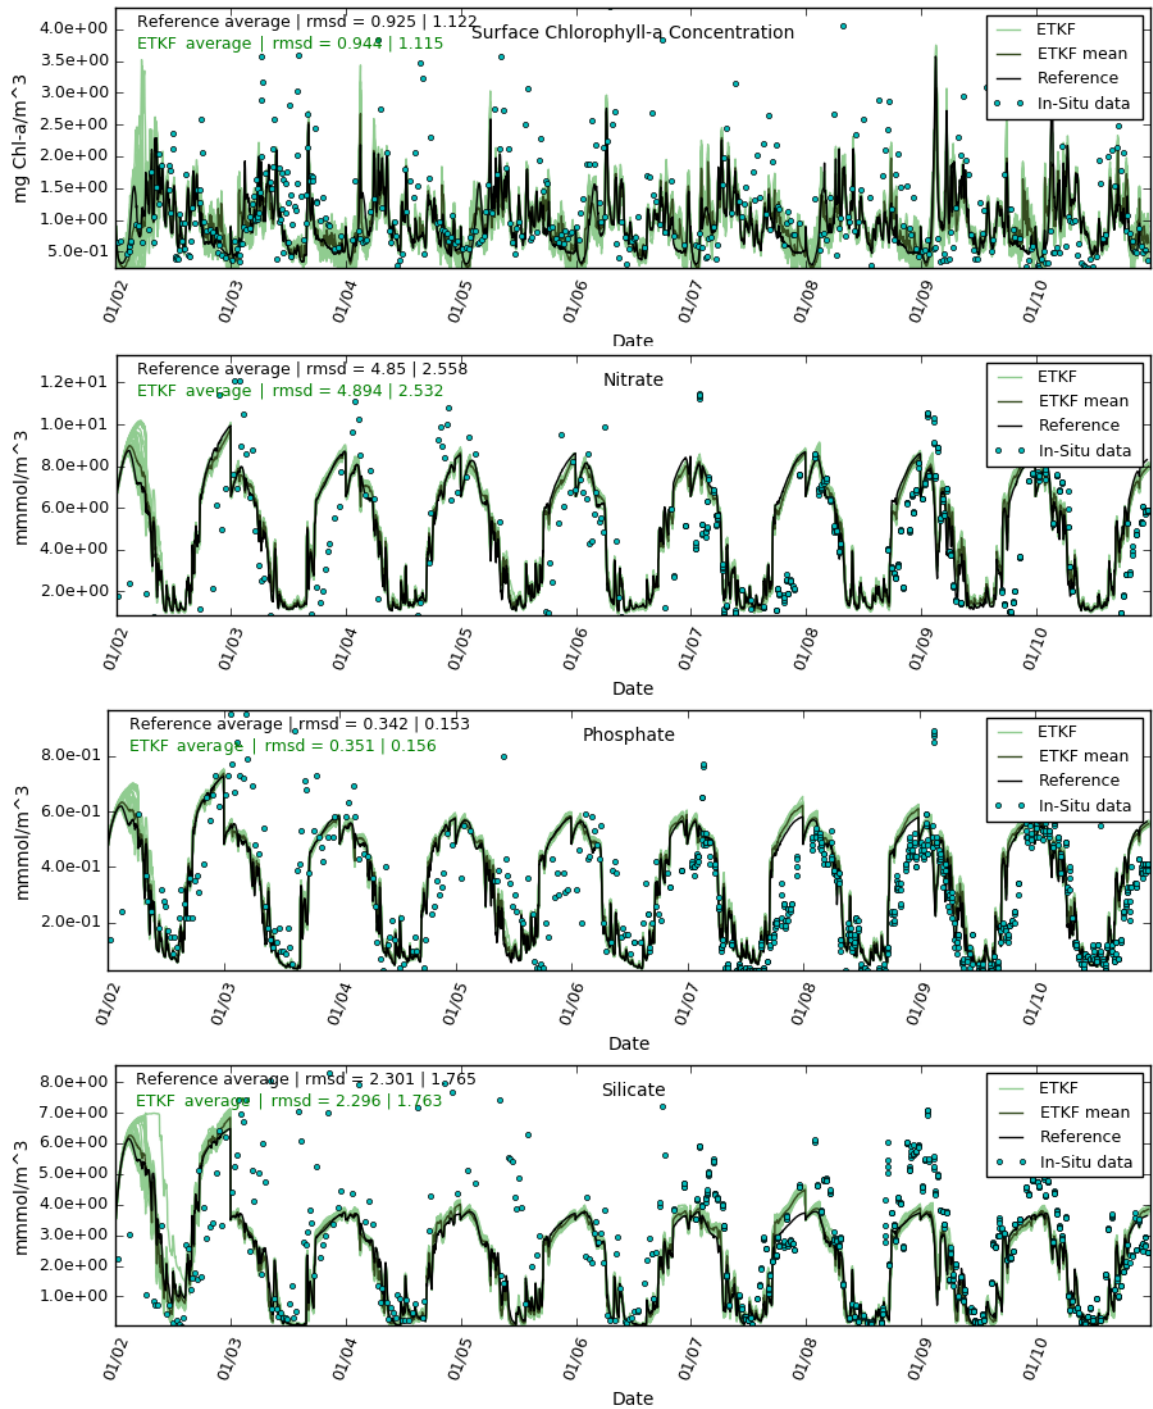 Reference average | rmsd = 0.925 | 1.122
ETKF average | rmsd = 0.944 | 1.115
Surface Chlorophyll-a Concentration
ETKF
ETKF mean
Reference
In-Situ data
mg Chl-a/m^3
4.0e+00
3.5e+00
3.0e+00
2.5e+00
2.0e+00
1.5e+00
1.0e+00
5.0e-01
01/02
01/03
01/04
01/05
01/06
01/07
01/08
01/09
01/10
Date
Reference average | rmsd = 4.85 | 2.558
ETKF average | rmsd = 4.894 | 2.532
Nitrate
ETKF
ETKF mean
Reference
In-Situ data
mmmol/m^3
1.2e+01
1.0e+01
8.0e+00
6.0e+00
4.0e+00
2.0e+00
01/02
01/03
01/04
01/05
01/06
01/07
01/08
01/09
01/10
Date
Reference average | rmsd = 0.342 | 0.153
ETKF average | rmsd = 0.351 | 0.156
Phosphate
ETKF
ETKF mean
Reference
In-Situ data
mmmol/m^3
8.0e-01
6.0e-01
4.0e-01
2.0e-01
01/02
01/03
01/04
01/05
01/06
01/07
01/08
01/09
01/10
Date
Reference average | rmsd = 2.301 | 1.765
ETKF average | rmsd = 2.296 | 1.763
Silicate
ETKF
ETKF mean
Reference
In-Situ data
mmmol/m^3
8.0e+00
7.0e+00
6.0e+00
5.0e+00
4.0e+00
3.0e+00
2.0e+00
1.0e+00
01/02
01/03
01/04
01/05
01/06
01/07
01/08
01/09
01/10
Date